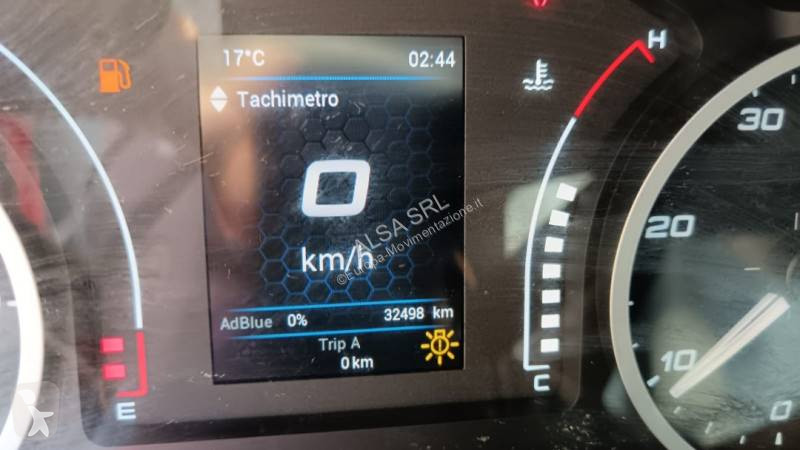 17°C 02:44
Tachimetro
0
km/h
AdBlue 0% 32498 km
Trip A
0 km
E
H
C
30
20
10
0
ALSA SRL
©Europa-Movimentazione.it